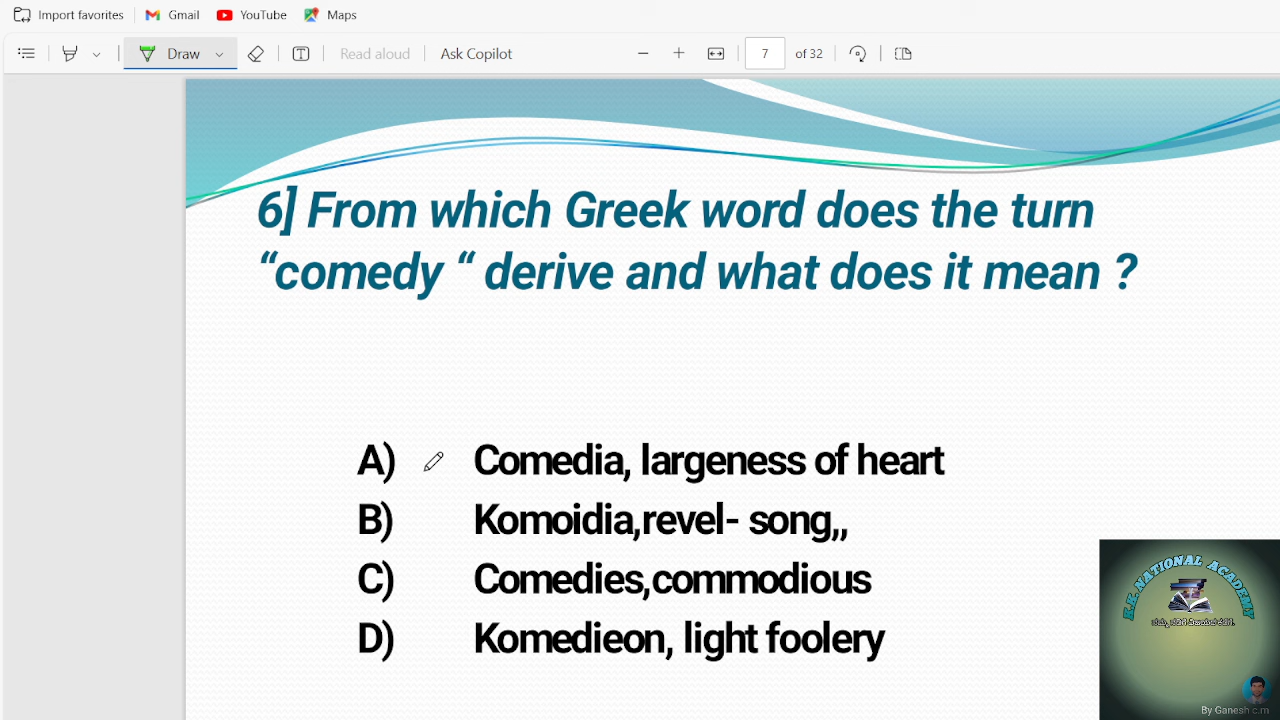 Import favorites Gmail YouTube Maps
Draw Read aloud Ask Copilot 7 of 32
6] From which Greek word does the turn
“comedy “ derive and what does it mean ?
A) Comedia, largeness of heart
B) Komoidia,revel- song,,
C) Comedies,commodious
D) Komedieon, light foolery
K.K.NATIONAL ACADEMY
By Ganesh c.m